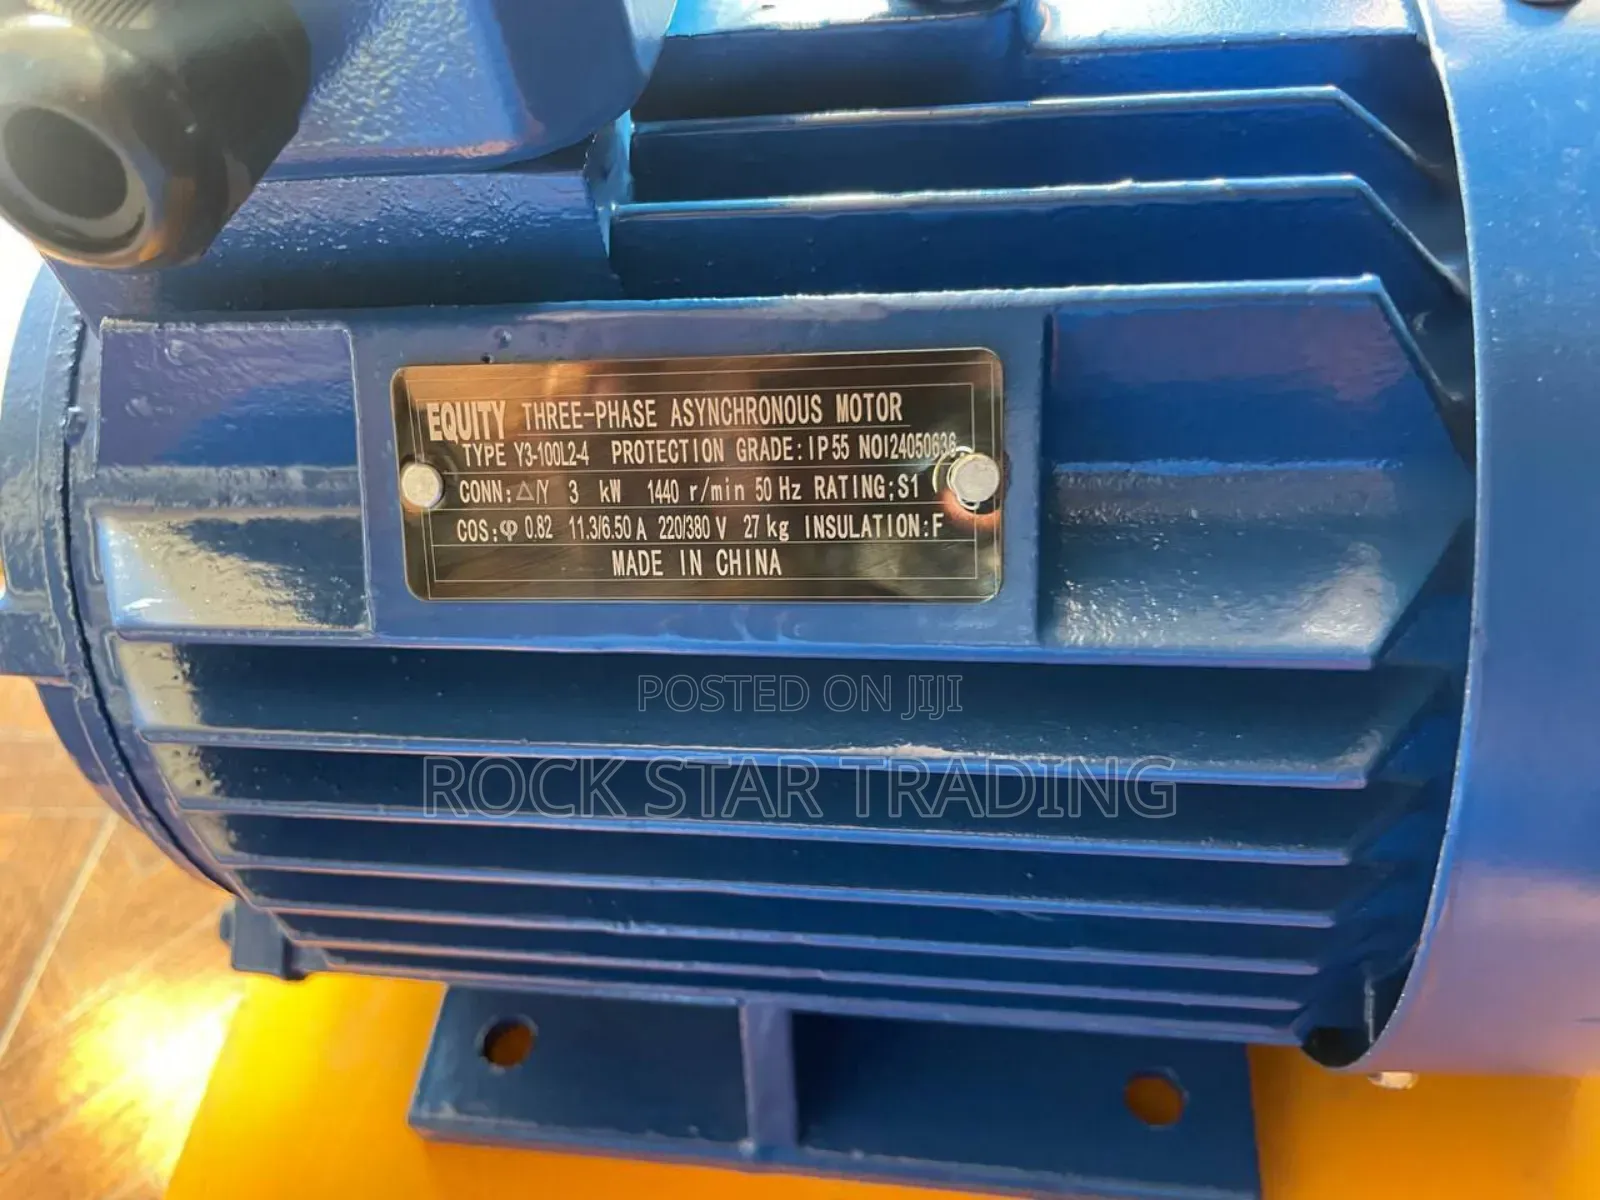 EQUITY THREE-PHASE ASYNCHRONOUS MOTOR
TYPE Y3-100L2-4 PROTECTION GRADE: IP55 NO124050636
CONN: △/Y 3 kW 1440 r/min 50 Hz RATING;S1
COS:φ 0.82 11.3/6.50 A 220/380 V 27 kg INSULATION:F
MADE IN CHINA
POSTED ON JIJI
ROCK STAR TRADING